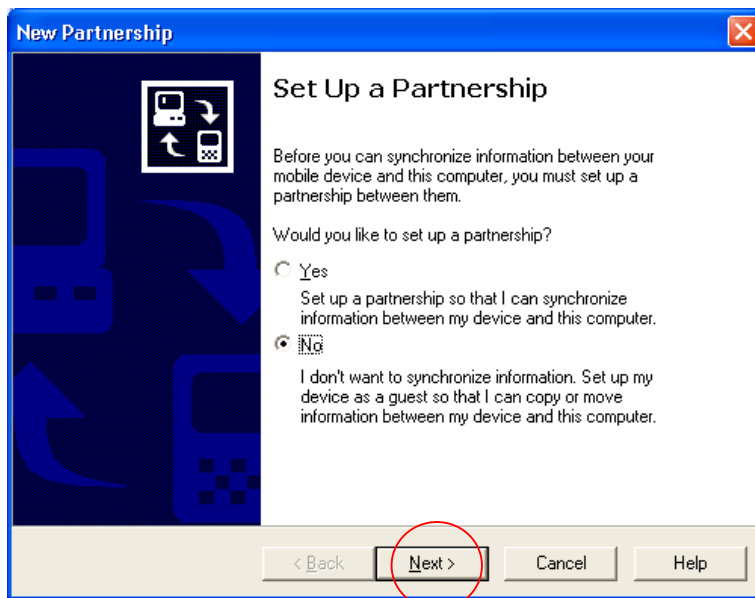 New Partnership
Set Up a Partnership
Before you can synchronize information between your
mobile device and this computer, you must set up a
partnership between them.
Would you like to set up a partnership?
Yes
Set up a partnership so that I can synchronize
information between my device and this computer.
No
I don't want to synchronize information. Set up my
device as a guest so that I can copy or move
information between my device and this computer.
< Back
Next >
Cancel
Help